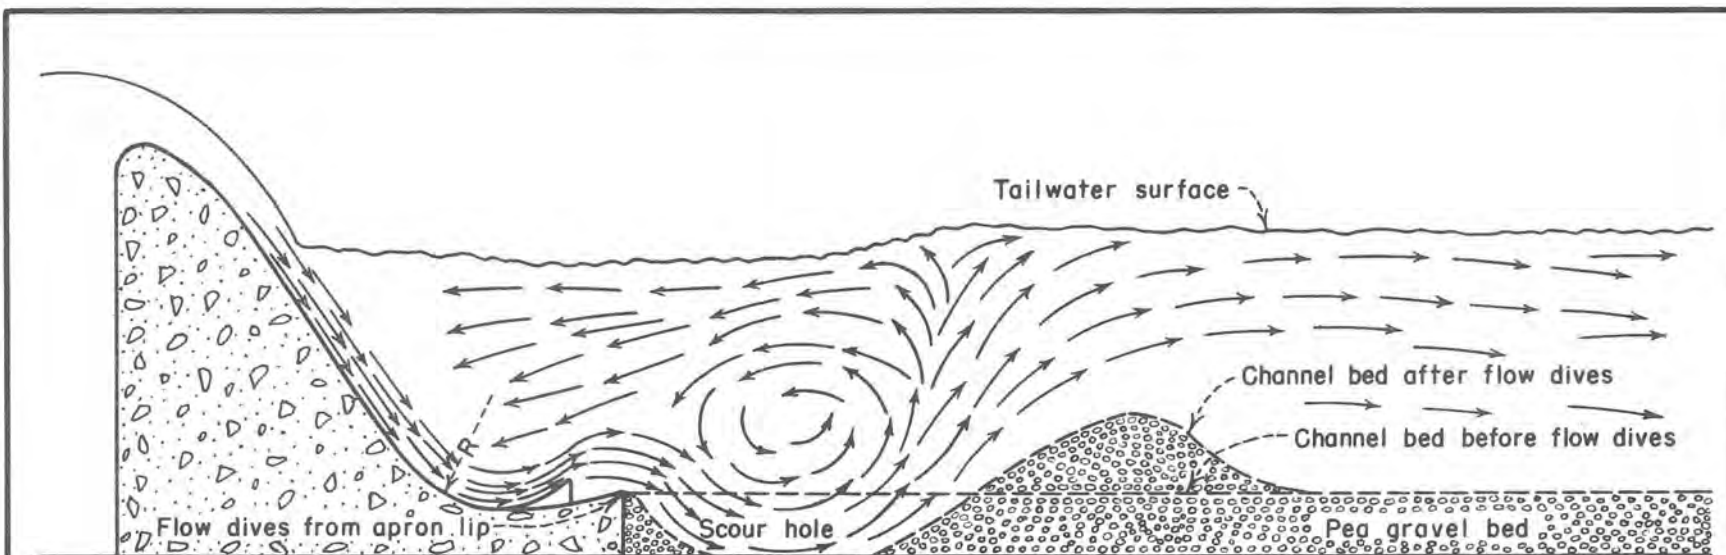 Tailwater surface
Channel bed after flow dives
R
Channel bed before flow dives
Flow dives from apron lip
Scour hole
Pea gravel bed